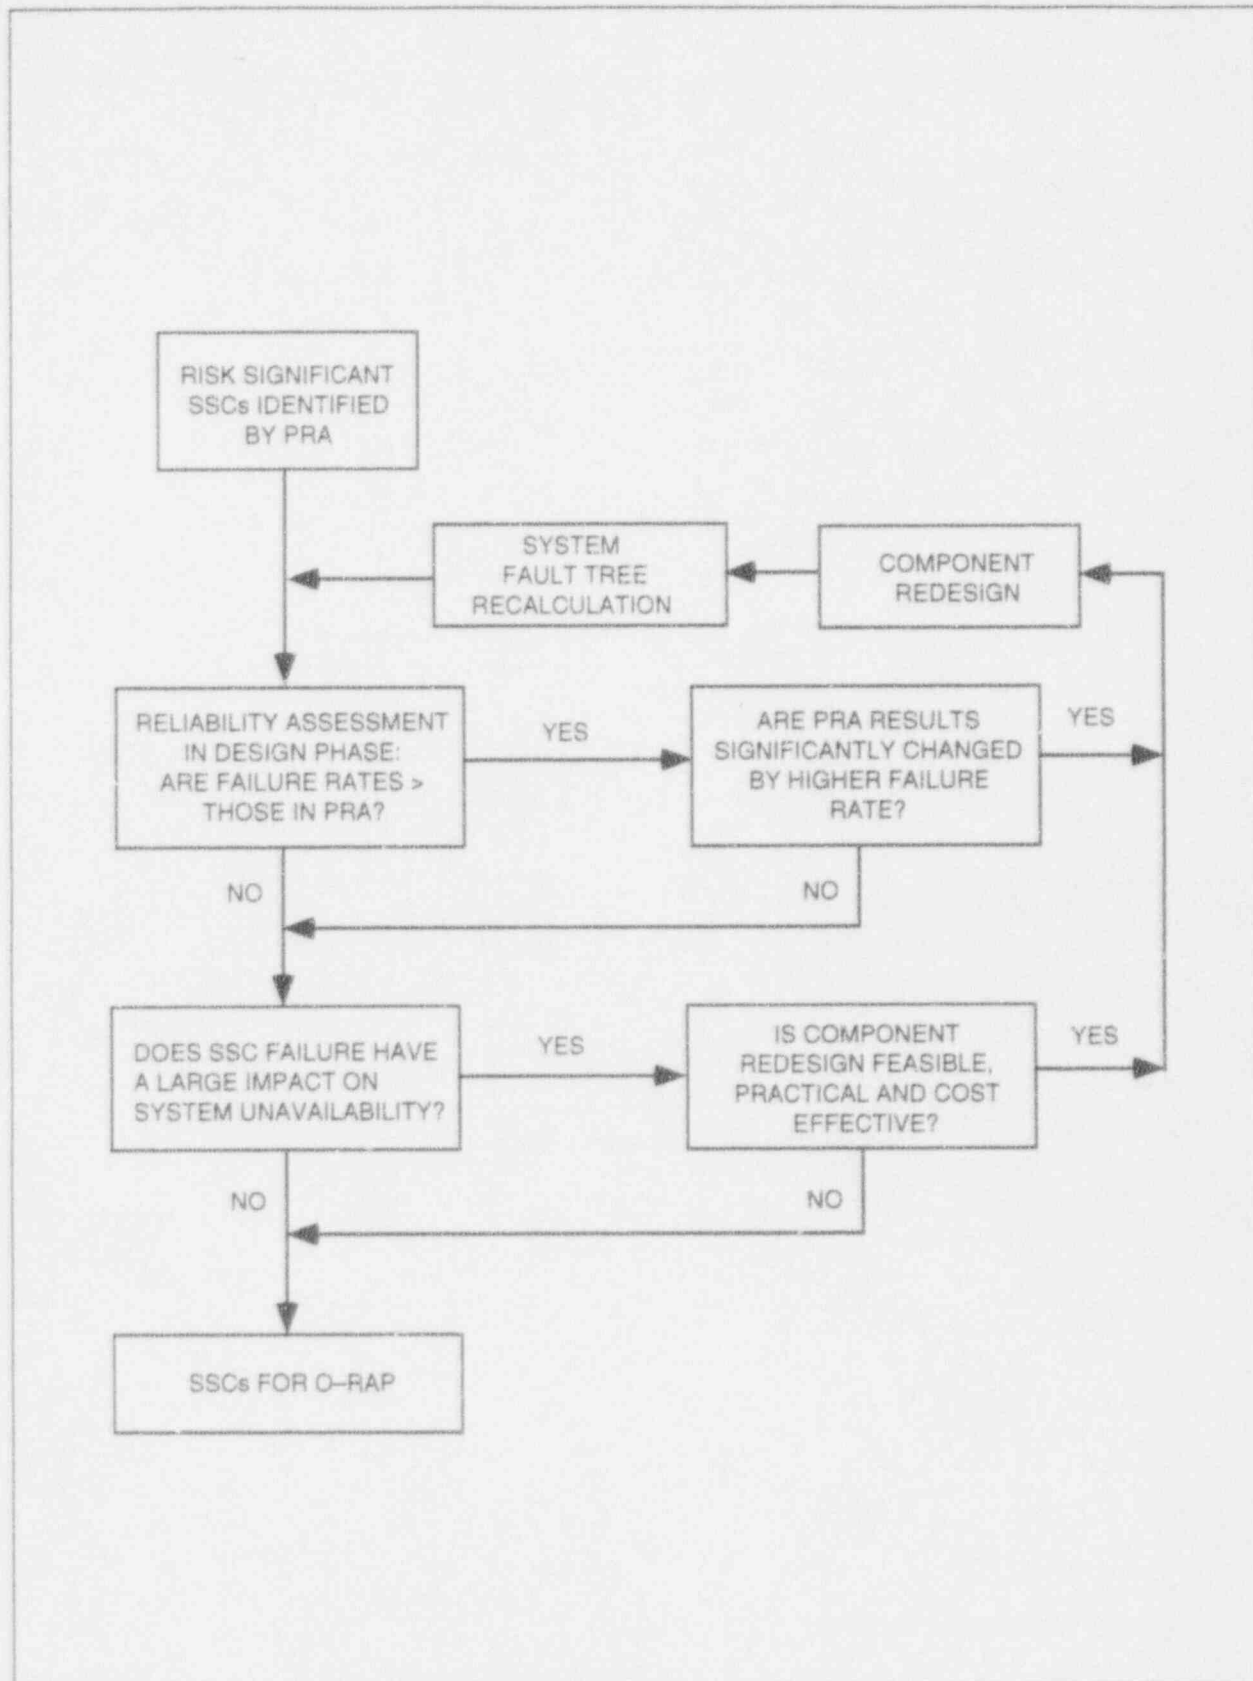 RISK SIGNIFICANT
SSCs IDENTIFIED
BY PRA
SYSTEM
FAULT TREE
RECALCULATION
COMPONENT
REDESIGN
RELIABILITY ASSESSMENT
IN DESIGN PHASE:
ARE FAILURE RATES >
THOSE IN PRA?
YES
ARE PRA RESULTS
SIGNIFICANTLY CHANGED
BY HIGHER FAILURE
RATE?
YES
NO
NO
DOES SSC FAILURE HAVE
A LARGE IMPACT ON
SYSTEM UNAVAILABILITY?
YES
IS COMPONENT
REDESIGN FEASIBLE,
PRACTICAL AND COST
EFFECTIVE?
YES
NO
NO
SSCs FOR O–RAP